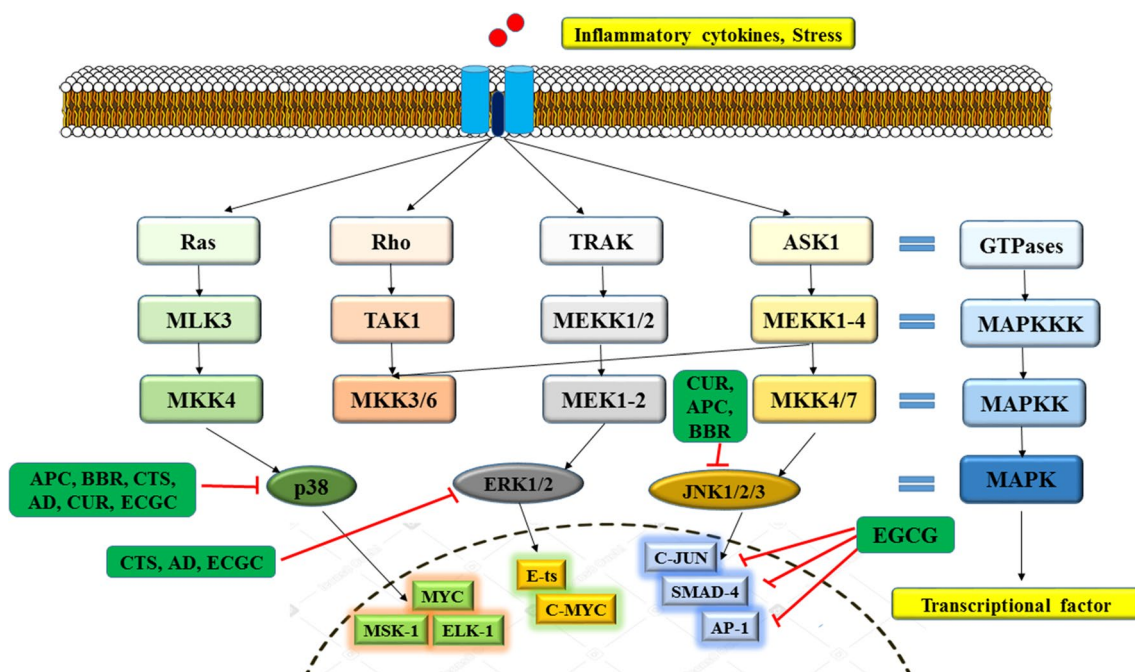 Inflammatory cytokines, Stress
Ras
Rho
TRAK
ASK1
GTPases
MLK3
TAK1
MEKK1/2
MEKK1-4
MAPKKK
MKK4
MKK3/6
MEK1-2
CUR,
APC,
BBR
MKK4/7
MAPKK
APC, BBR, CTS,
AD, CUR, ECGC
p38
ERK1/2
JNK1/2/3
MAPK
CTS, AD, ECGC
EGCG
C-JUN
E-ts
SMAD-4
MYC
C-MYC
MSK-1
ELK-1
AP-1
Transcriptional factor